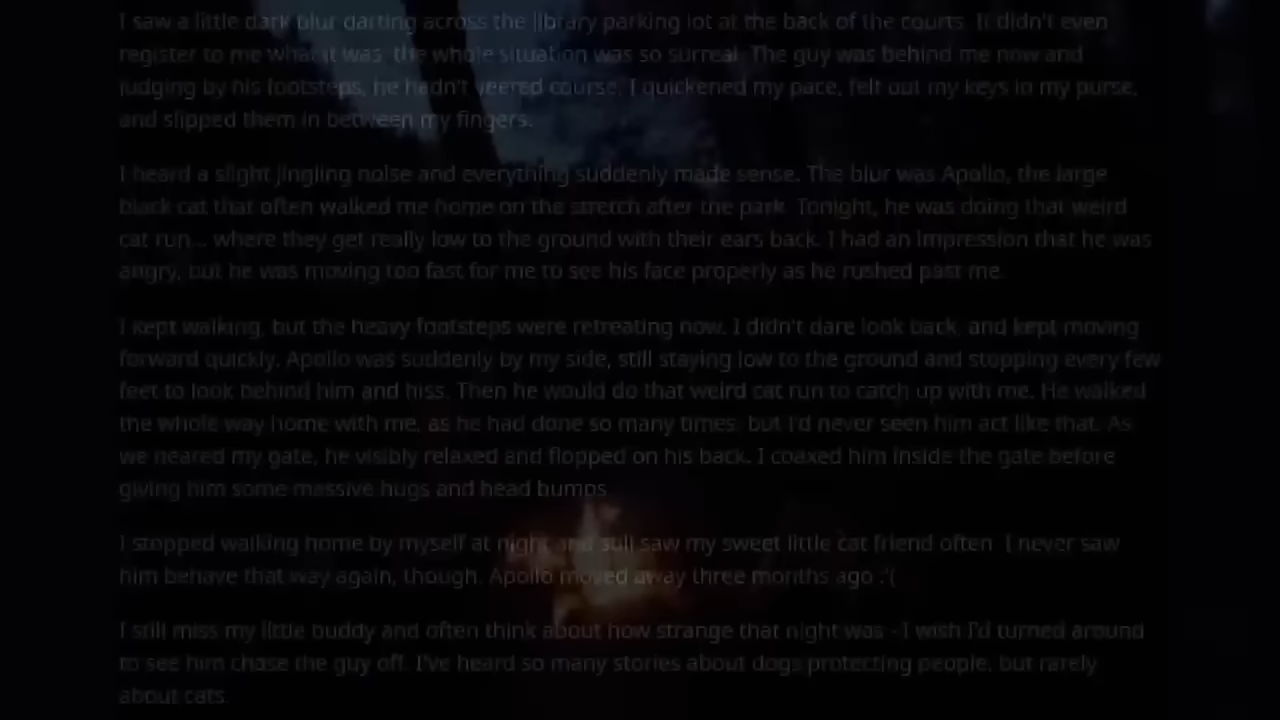 I saw a little dark blur darting across the library parking lot at the back of the courts. It didn't even
register to me what it was, the whole situation was so surreal. The guy was behind me now and
judging by his footsteps, he hadn't veered course. I quickened my pace, felt out my keys in my purse,
and slipped them in between my fingers.
I heard a slight jingling noise and everything suddenly made sense. The blur was Apollo, the large
black cat that often walked me home on the stretch after the park. Tonight, he was doing that weird
cat run... where they get really low to the ground with their ears back. I had an impression that he was
angry, but he was moving too fast for me to see his face properly as he rushed past me.
I kept walking, but the heavy footsteps were retreating now. I didn't dare look back, and kept moving
forward quickly. Apollo was suddenly by my side, still staying low to the ground and stopping every few
feet to look behind him and hiss. Then he would do that weird cat run to catch up with me. He walked
the whole way home with me, as he had done so many times, but I'd never seen him act like that. As
we neared my gate, he visibly relaxed and flopped on his back. I coaxed him inside the gate before
giving him some massive hugs and head bumps.
I stopped walking home by myself at night and still saw my sweet little cat friend often. I never saw
him behave that way again, though. Apollo moved away three months ago :'(
I still miss my little buddy and often think about how strange that night was - I wish I'd turned around
to see him chase the guy off. I've heard so many stories about dogs protecting people, but rarely
about cats.